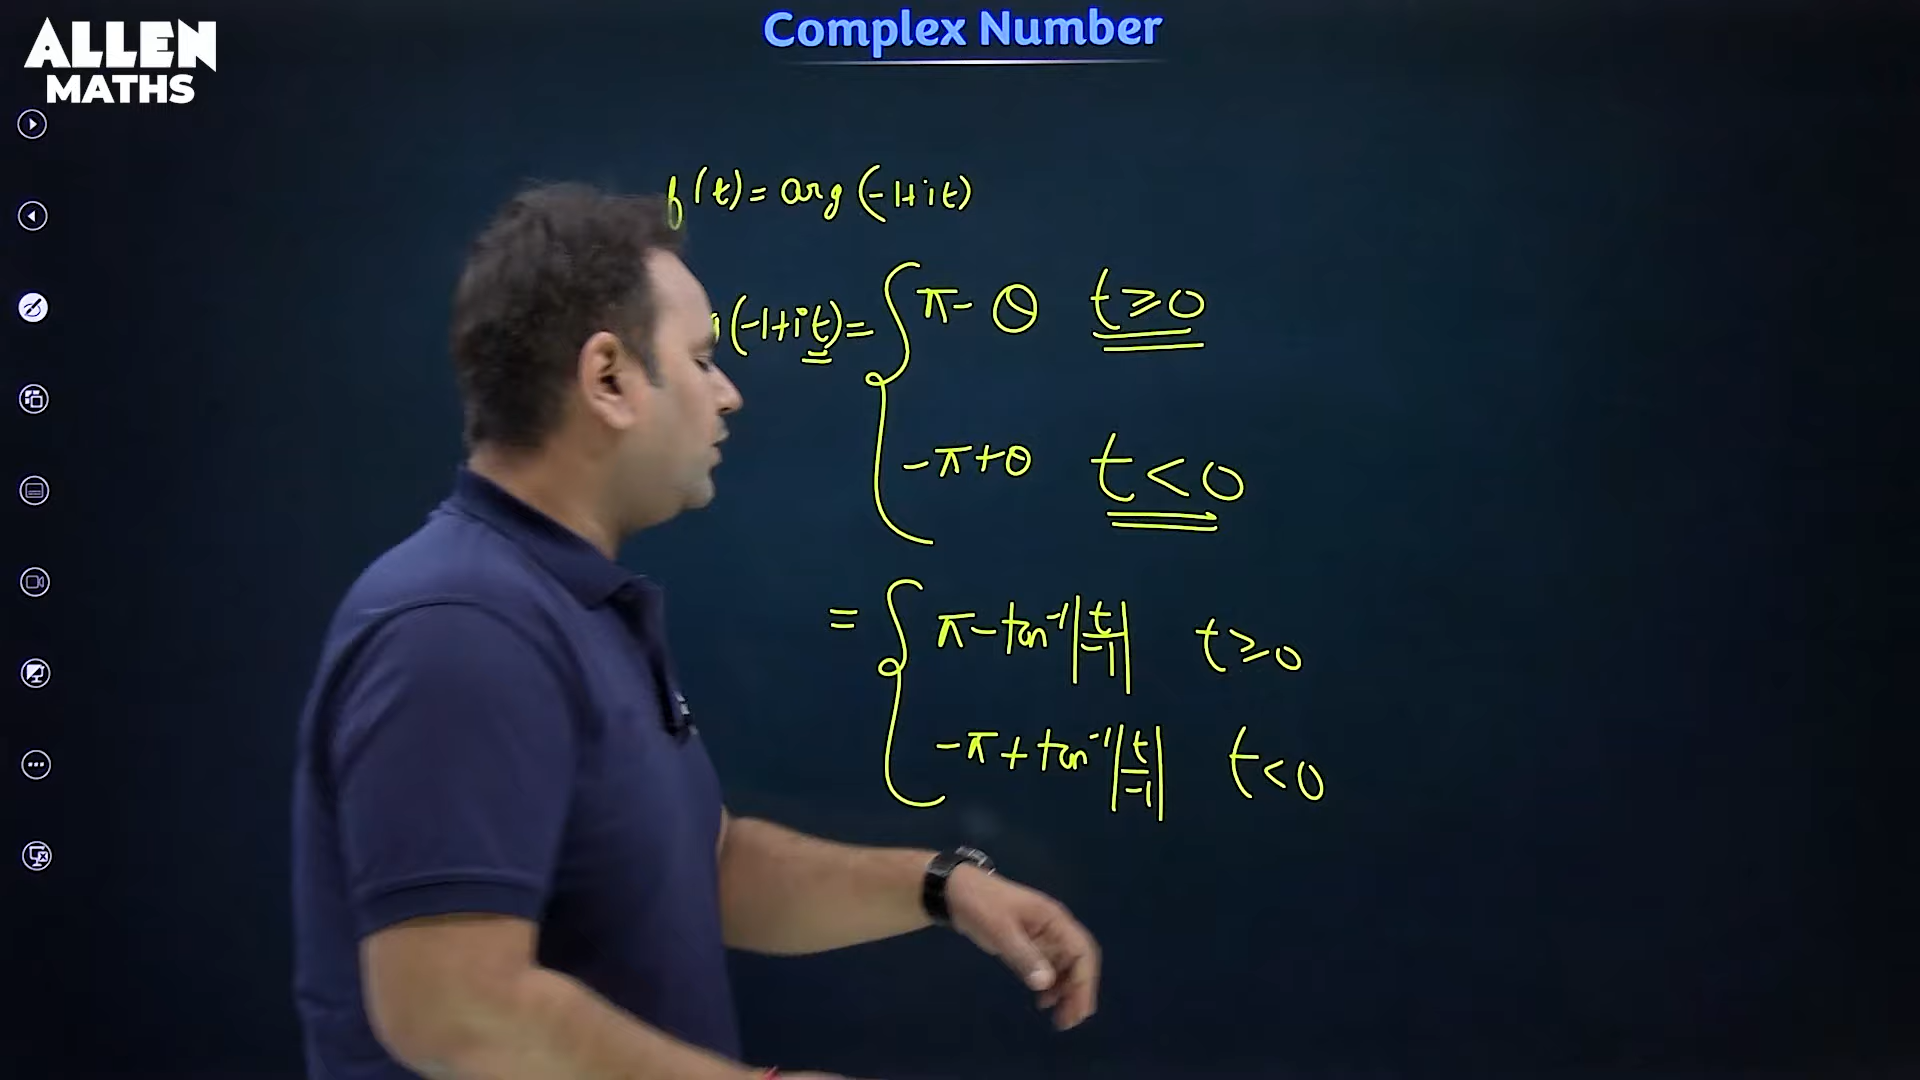 ALLEN
MATHS
Complex Number
f(t) = arg (-1+it)
(-1+it) = { π - θ t ≥ 0
-π+θ t < 0
= { π - tan⁻¹|t/-1| t ≥ 0
-π + tan⁻¹|t/-1| t < 0